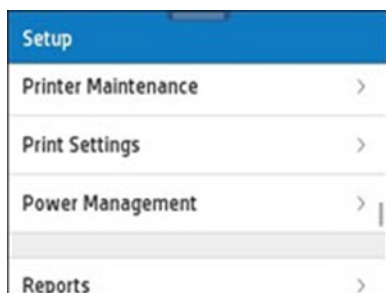 Setup
Printer Maintenance
Print Settings
Power Management
Reports